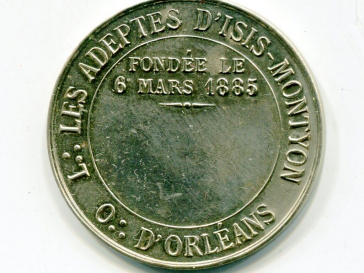 L∴ LES ADEPTES D'ISIS-MONTYON
FONDÉE LE
6 MARS 1885
O∴ D'ORLÉANS